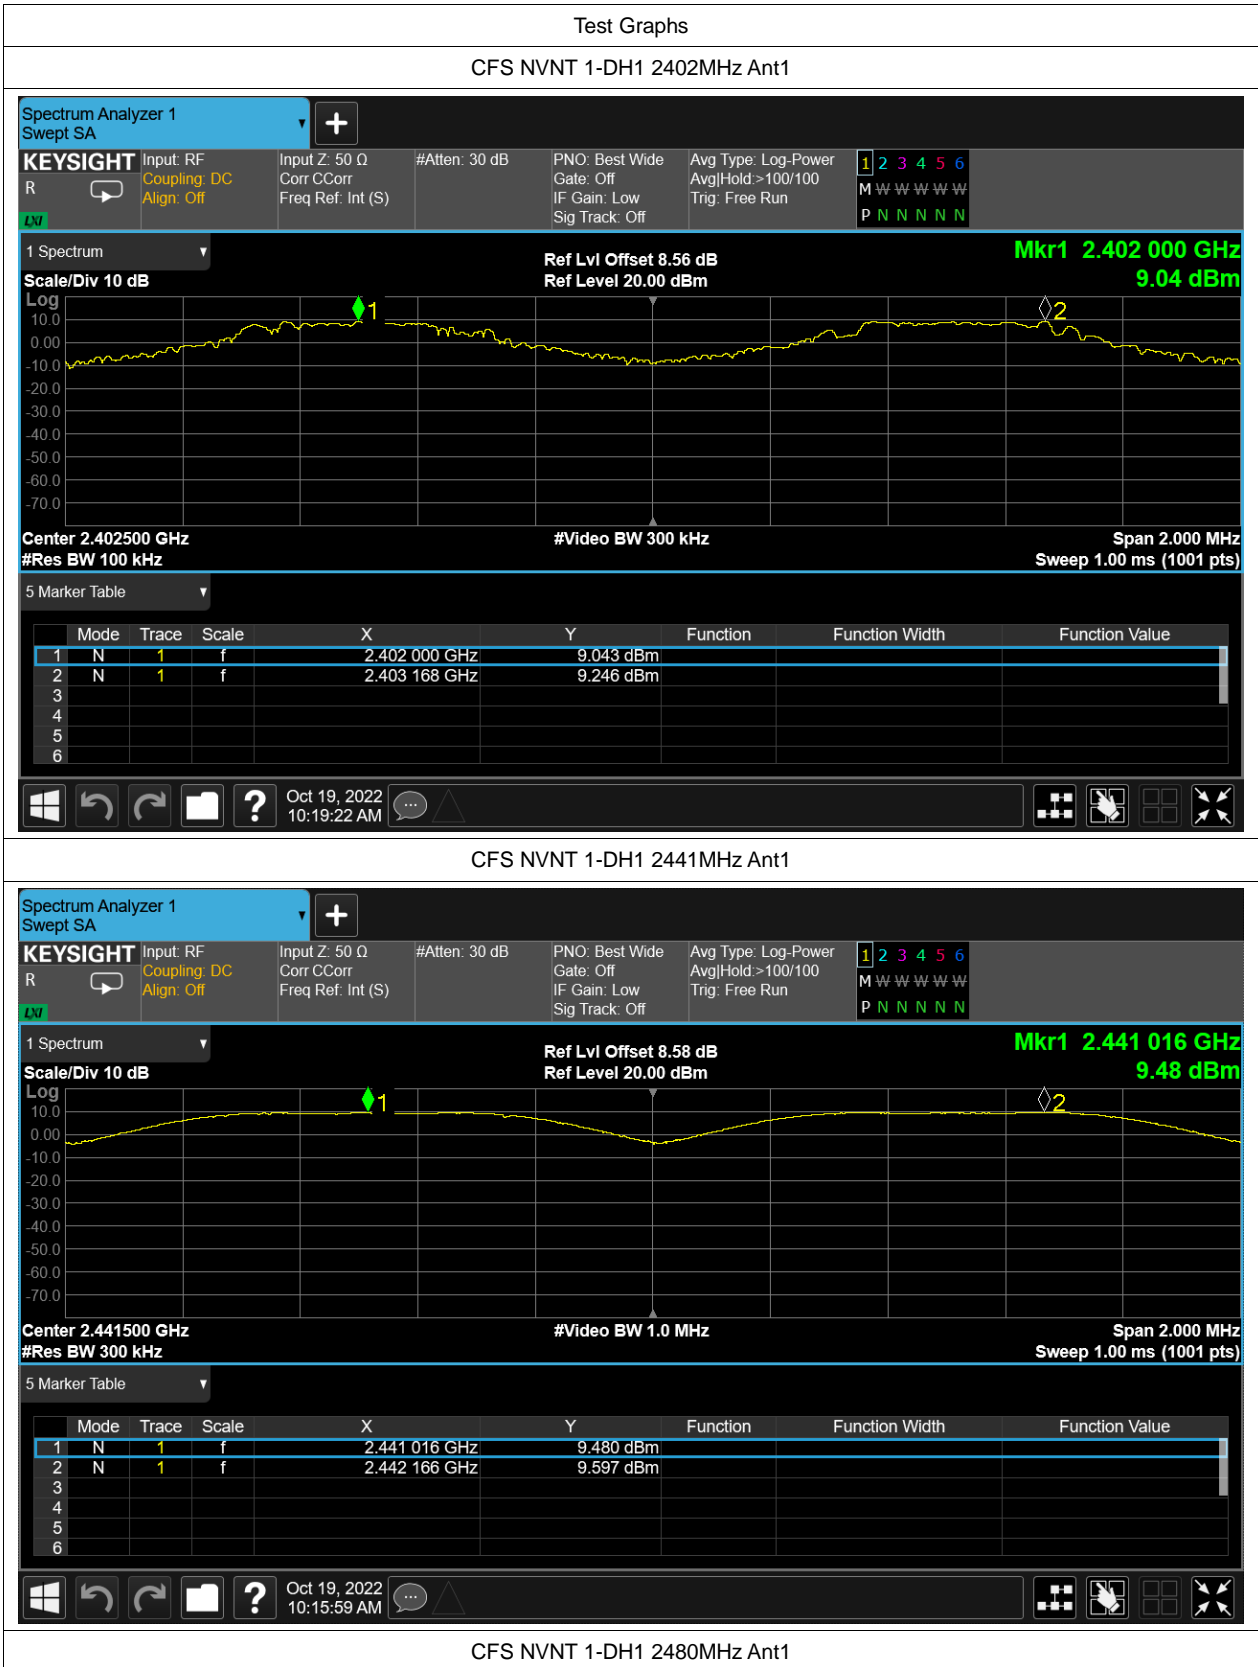 Test Graphs
CFS NVNT 1-DH1 2402MHz Ant1
Spectrum Analyzer 1
Swept SA
KEYSIGHT Input: RF Input Z: 50 Ω #Atten: 30 dB PNO: Best Wide Avg Type: Log-Power 1 2 3 4 5 6
R Coupling: DC Corr CCorr Gate: Off Avg|Hold:>100/100 M W W W W W
Align: Off Freq Ref: Int (S) IF Gain: Low Trig: Free Run
LXI Sig Track: Off P N N N N N
1 Spectrum Ref Lvl Offset 8.56 dB Mkr1 2.402 000 GHz
Scale/Div 10 dB Ref Level 20.00 dBm 9.04 dBm
Log
1 2
10.0
0.00
-10.0
-20.0
-30.0
-40.0
-50.0
-60.0
-70.0
Center 2.402500 GHz #Video BW 300 kHz Span 2.000 MHz
#Res BW 100 kHz Sweep 1.00 ms (1001 pts)
5 Marker Table
Mode Trace Scale X Y Function Function Width Function Value
1 N 1 f 2.402 000 GHz 9.043 dBm
2 N 1 f 2.403 168 GHz 9.246 dBm
3
4
5
6
? Oct 19, 2022
10:19:22 AM
CFS NVNT 1-DH1 2441MHz Ant1
Spectrum Analyzer 1
Swept SA
KEYSIGHT Input: RF Input Z: 50 Ω #Atten: 30 dB PNO: Best Wide Avg Type: Log-Power 1 2 3 4 5 6
R Coupling: DC Corr CCorr Gate: Off Avg|Hold:>100/100 M W W W W W
Align: Off Freq Ref: Int (S) IF Gain: Low Trig: Free Run
LXI Sig Track: Off P N N N N N
1 Spectrum Ref Lvl Offset 8.58 dB Mkr1 2.441 016 GHz
Scale/Div 10 dB Ref Level 20.00 dBm 9.48 dBm
Log
1 2
10.0
0.00
-10.0
-20.0
-30.0
-40.0
-50.0
-60.0
-70.0
Center 2.441500 GHz #Video BW 1.0 MHz Span 2.000 MHz
#Res BW 300 kHz Sweep 1.00 ms (1001 pts)
5 Marker Table
Mode Trace Scale X Y Function Function Width Function Value
1 N 1 f 2.441 016 GHz 9.480 dBm
2 N 1 f 2.442 166 GHz 9.597 dBm
3
4
5
6
? Oct 19, 2022
10:15:59 AM
CFS NVNT 1-DH1 2480MHz Ant1